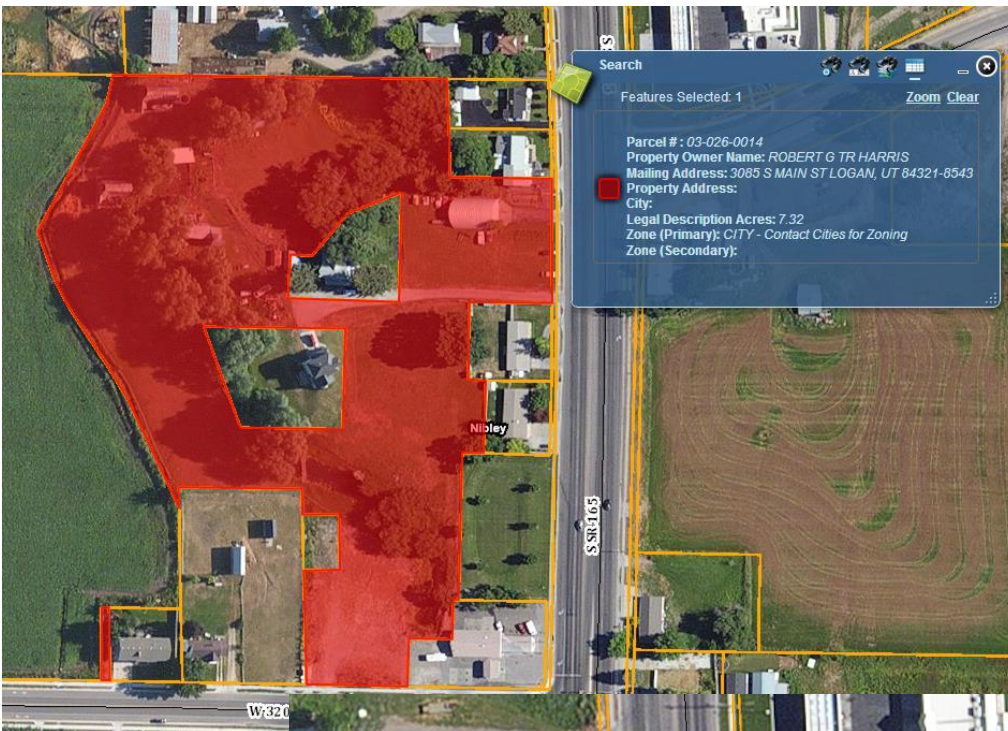 S
Search
Features Selected: 1
Zoom Clear
Parcel # : 03-026-0014
Property Owner Name: ROBERT G TR HARRIS
Mailing Address: 3085 S MAIN ST LOGAN, UT 84321-8543
Property Address:
City:
Legal Description Acres: 7.32
Zone (Primary): CITY - Contact Cities for Zoning
Zone (Secondary):
Nibley
S SR-165
W 320